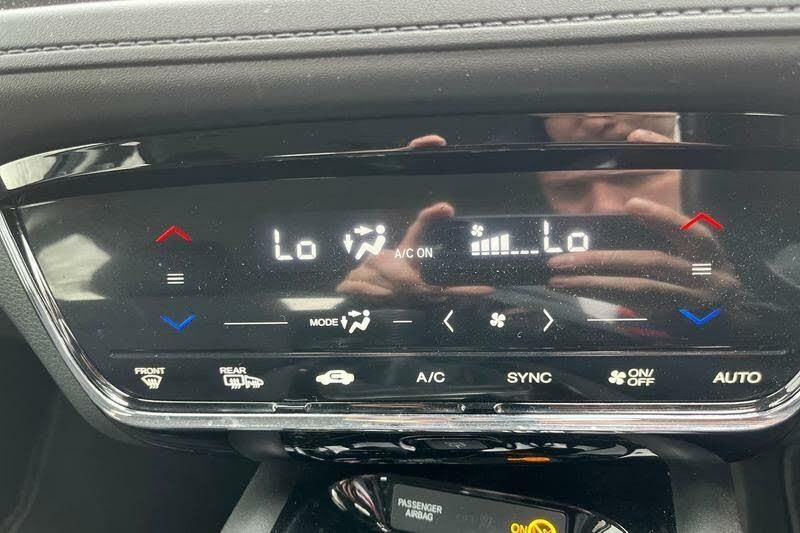 Lo A/C ON Lo
MODE
FRONT REAR A/C SYNC ON/OFF AUTO
PASSENGER
AIRBAG
ON